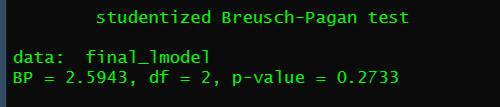 studentized Breusch-Pagan test
data:  final_lmodel
BP = 2.5943, df = 2, p-value = 0.2733